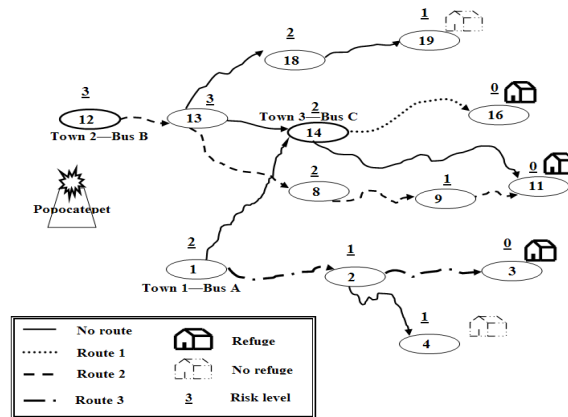 2
1
18
19
3
3
2
0
12
13
Town 3—Bus C
14
16
Town 2—Bus B
2
1
0
8
9
11
Popocatepet
2
1
0
1
2
3
Town 1—Bus A
1
4
No route
Refuge
Route 1
No refuge
Route 2
Route 3
3
Risk level